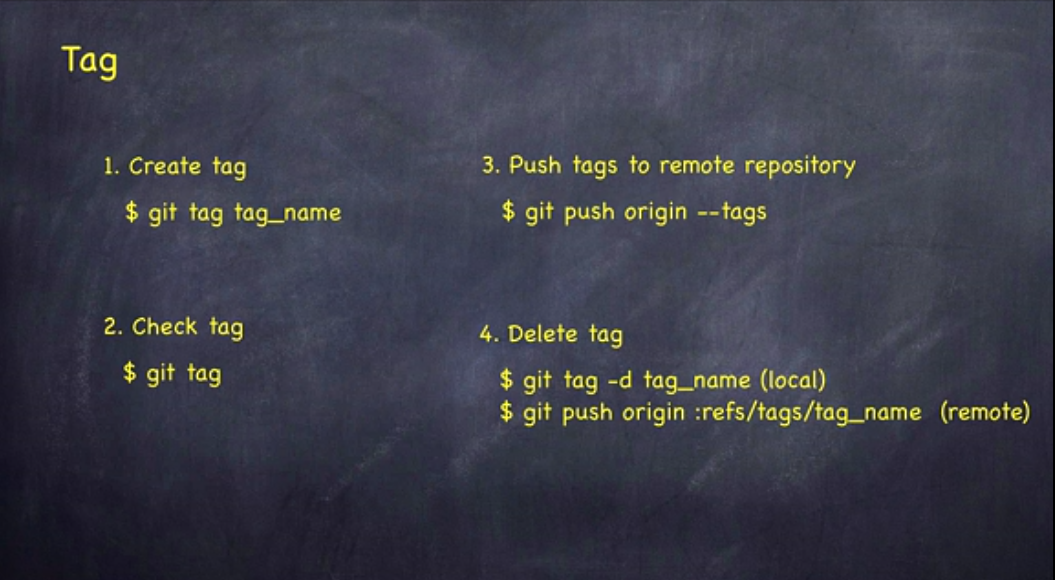 Tag
1. Create tag
$ git tag tag_name
2. Check tag
$ git tag
3. Push tags to remote repository
$ git push origin --tags
4. Delete tag
$ git tag -d tag_name (local)
$ git push origin :refs/tags/tag_name (remote)